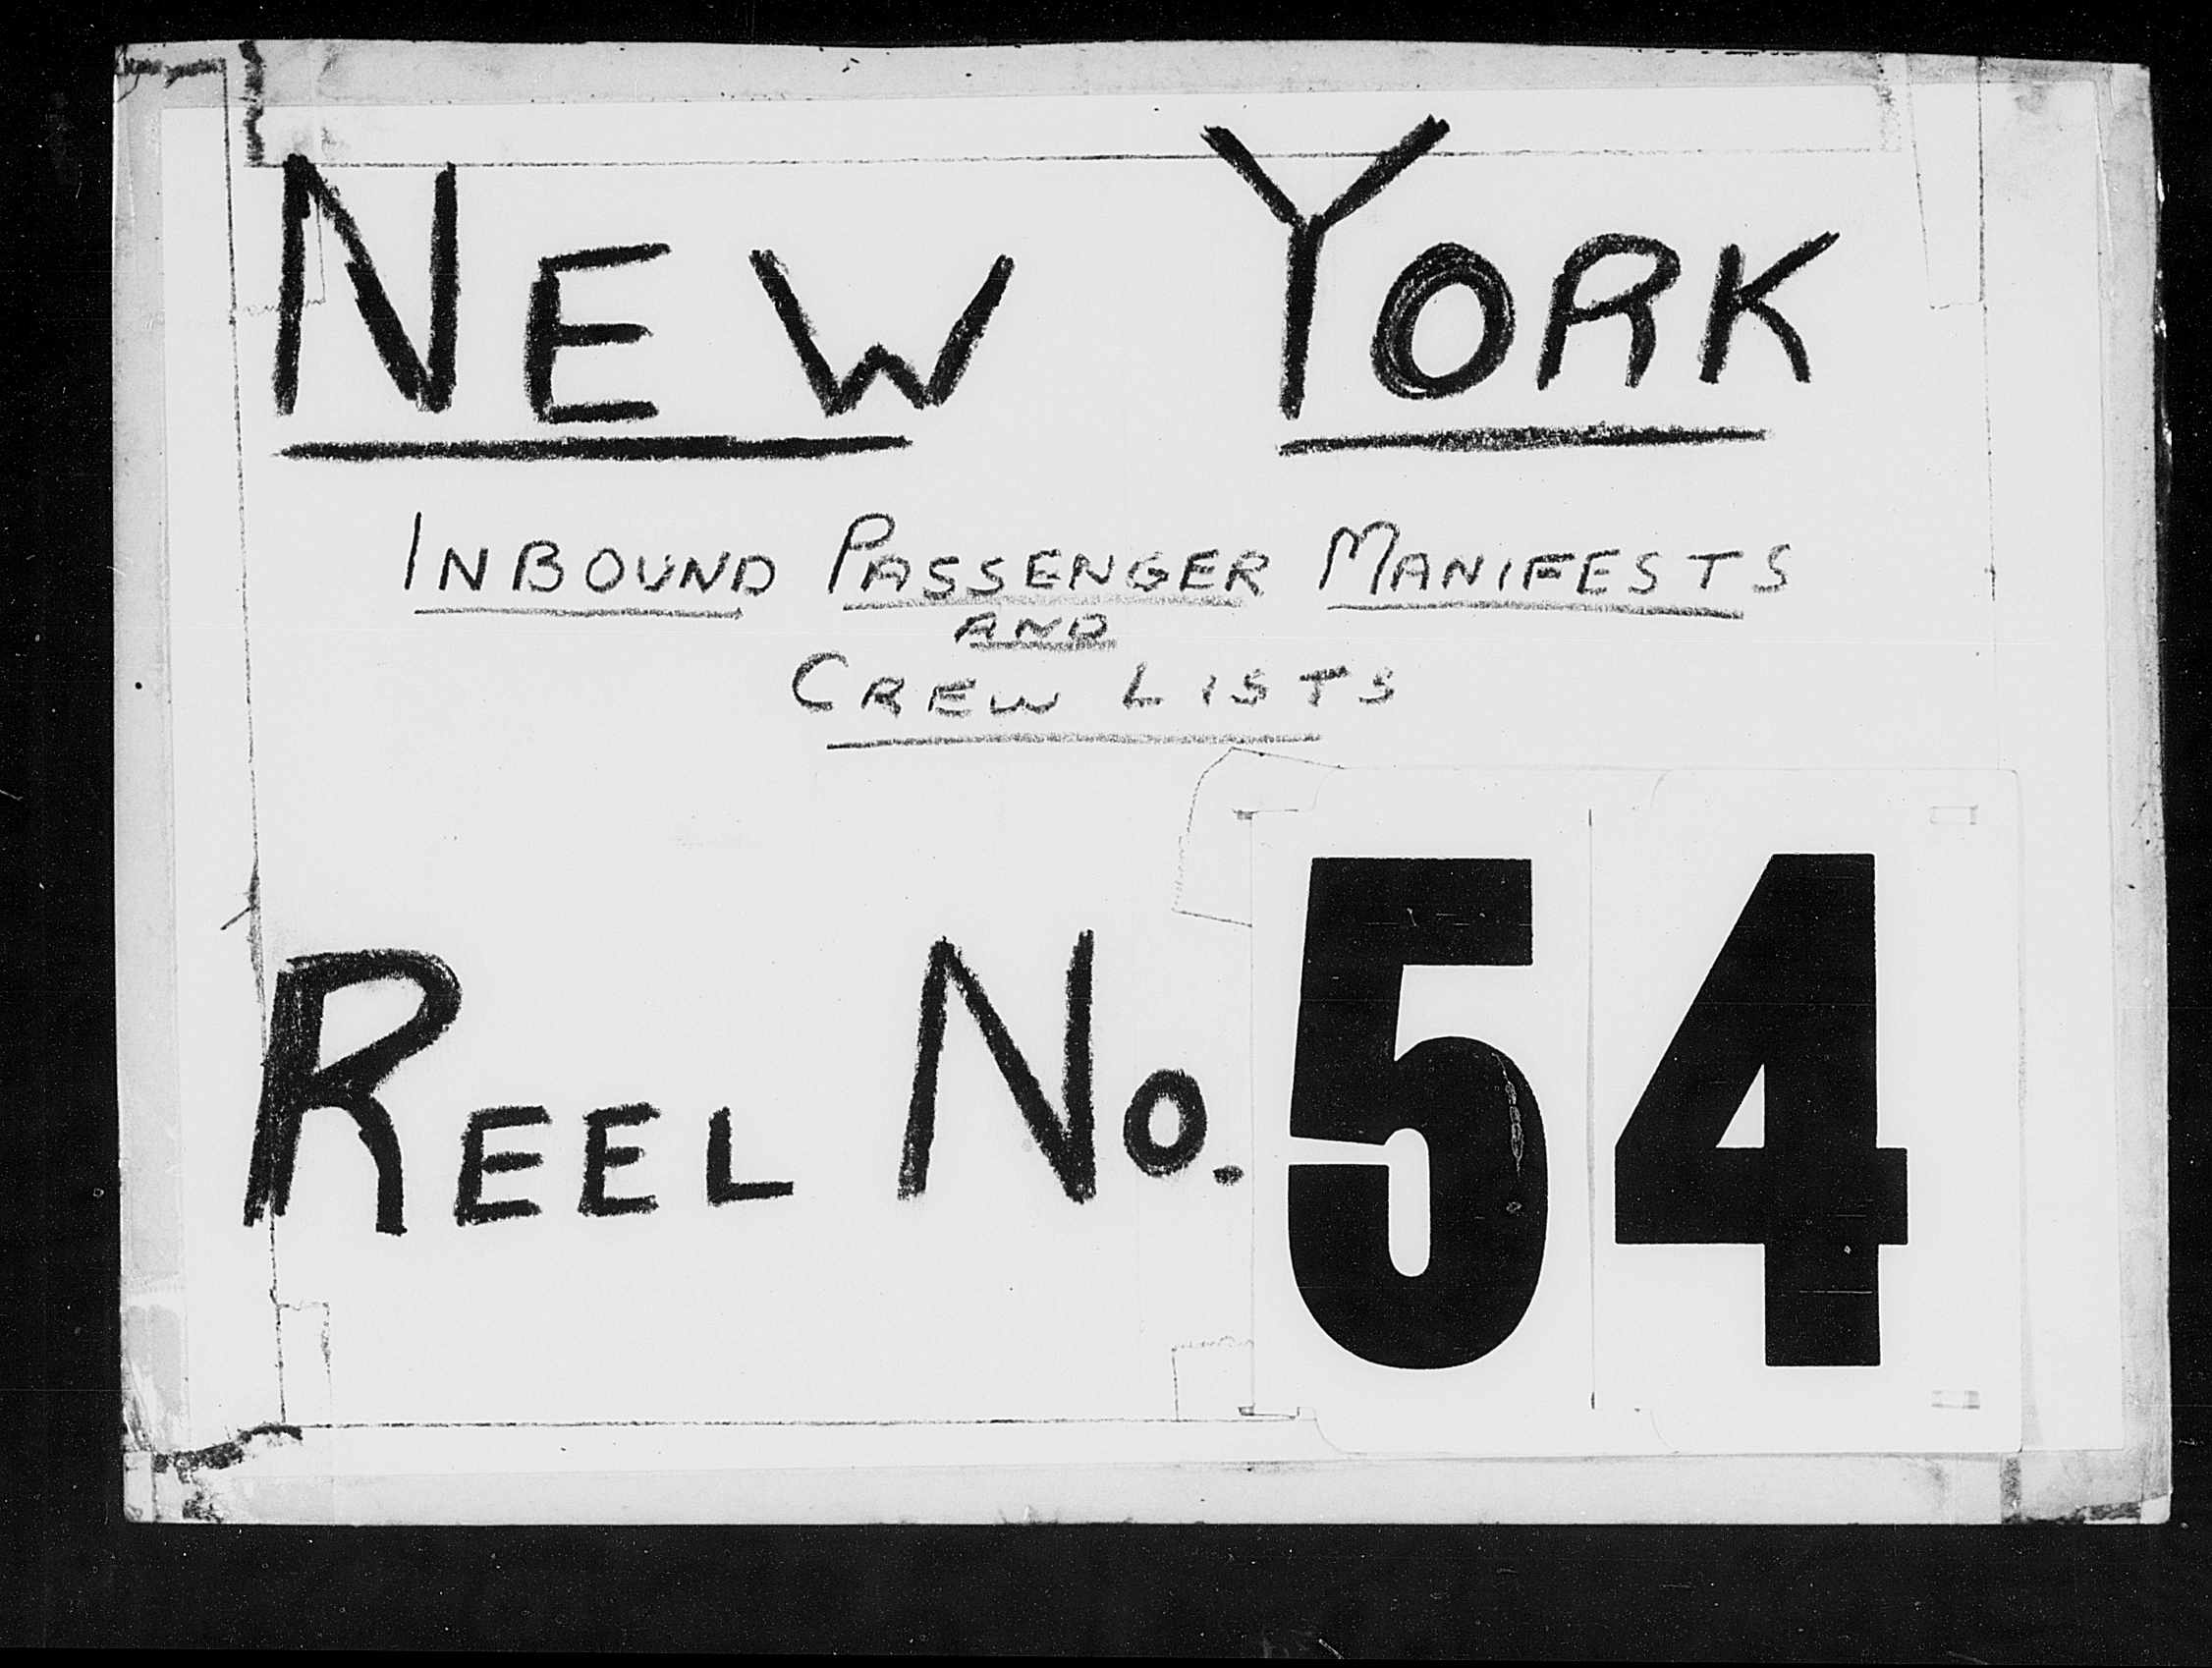 NEW YORK
INBOUND PASSENGER MANIFESTS
AND
CREW LISTS
REEL NO. 54